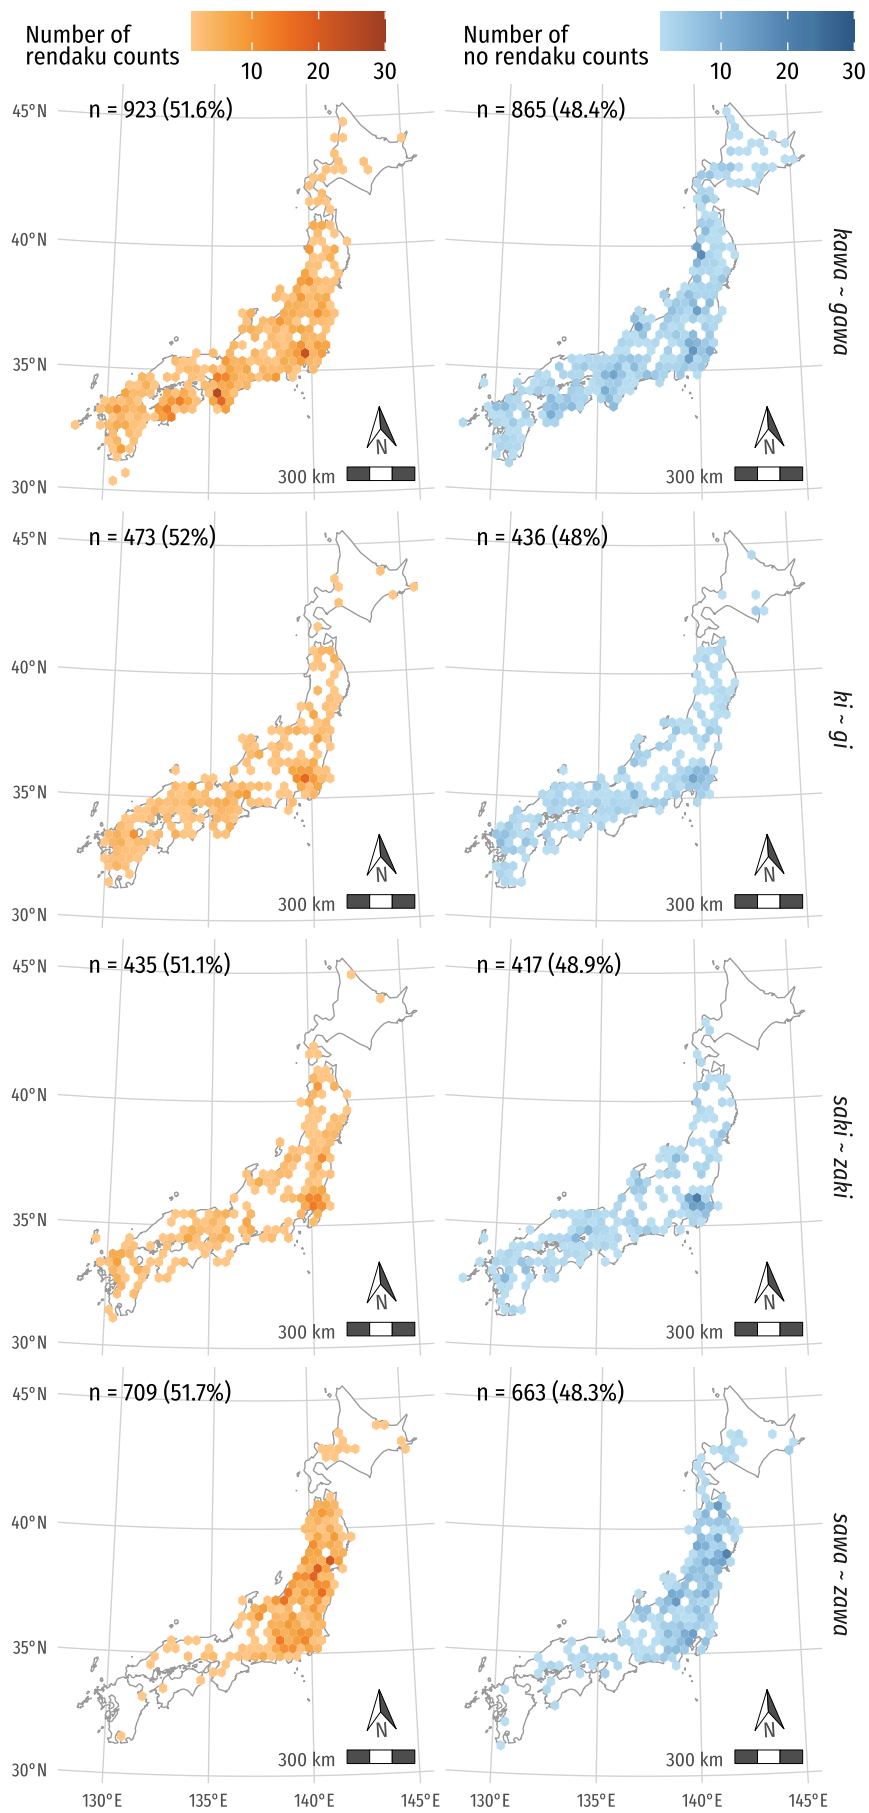 Number of
rendaku counts
10 20 30
Number of
no rendaku counts
10 20 30
n = 923 (51.6%)
n = 865 (48.4%)
45°N
40°N
35°N
30°N
N
300 km
N
300 km
kawa ~ gawa
n = 473 (52%)
n = 436 (48%)
45°N
40°N
35°N
30°N
N
300 km
N
300 km
ki ~ gi
n = 435 (51.1%)
n = 417 (48.9%)
45°N
40°N
35°N
30°N
N
300 km
N
300 km
saki ~ zaki
n = 709 (51.7%)
n = 663 (48.3%)
45°N
40°N
35°N
30°N
N
300 km
N
300 km
sawa ~ zawa
130°E 135°E 140°E 145°E
130°E 135°E 140°E 145°E